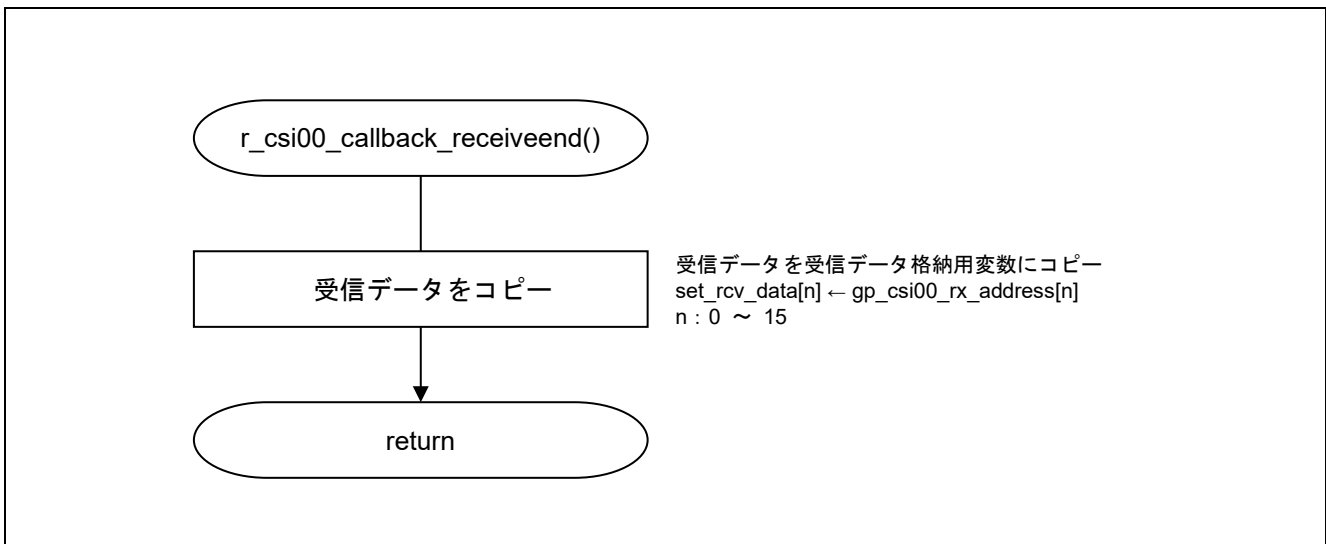 r_csi00_callback_receiveend()
受信データをコピー
受信データを受信データ格納用変数にコピー
set_rcv_data[n] ← gp_csi00_rx_address[n]
n：0 ～ 15
return